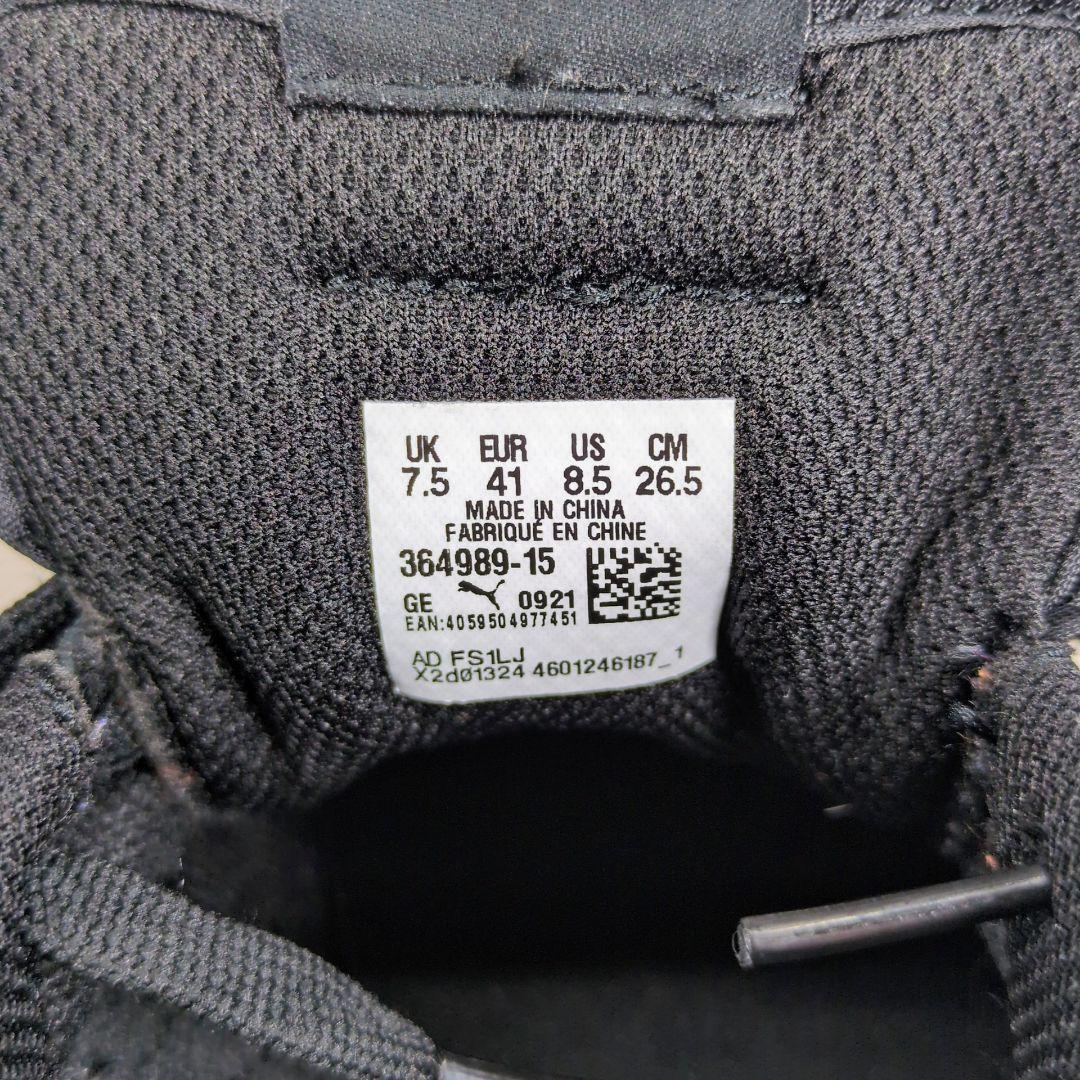 UK EUR US CM
7.5 41 8.5 26.5
MADE IN CHINA
FABRIQUÉ EN CHINE
364989-15
GE 0921
EAN:4059504977451
AD FS1LJ
X2d01324 4601246187_1